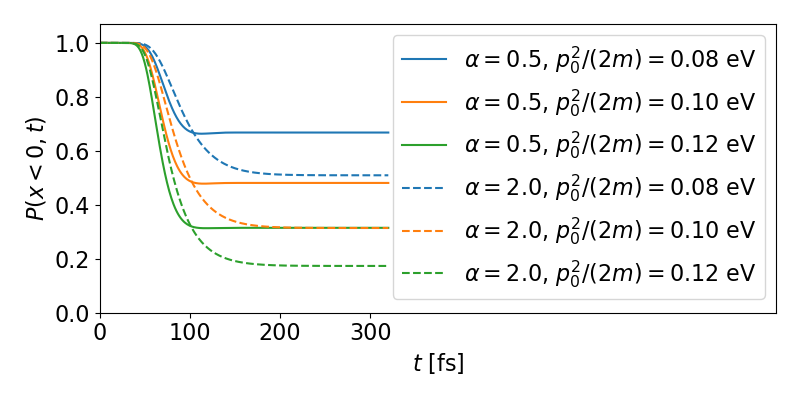 1.0
0.8
0.6
0.4
0.2
0.0
P(x < 0, t)
0 100 200 300
t [fs]
α = 0.5, p₀²/(2m) = 0.08 eV
α = 0.5, p₀²/(2m) = 0.10 eV
α = 0.5, p₀²/(2m) = 0.12 eV
α = 2.0, p₀²/(2m) = 0.08 eV
α = 2.0, p₀²/(2m) = 0.10 eV
α = 2.0, p₀²/(2m) = 0.12 eV